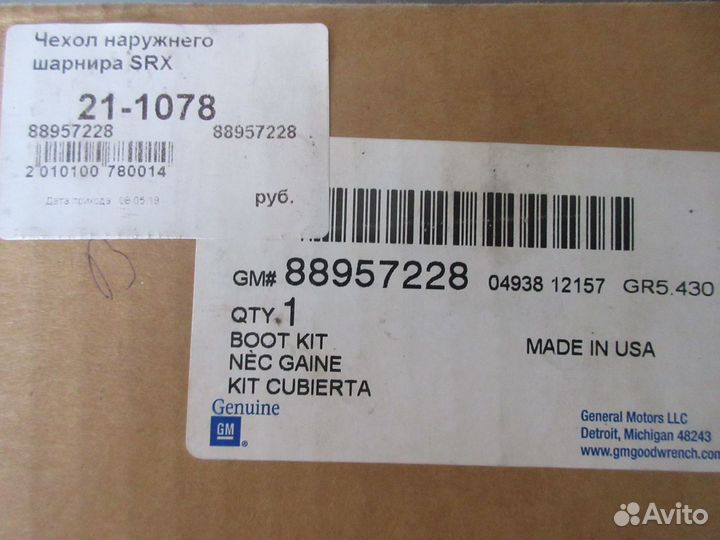 Чехол наружнего
шарнира SRX
21-1078
88957228 88957228
2 010100 780014
Дата прихода 08.05.19
руб.
GM# 88957228 04938 12157 GR5.430
QTY 1
BOOT KIT
NÈC GAINE
KIT CUBIERTA
MADE IN USA
Genuine
GM
General Motors LLC
Detroit, Michigan 48243
www.gmgoodwrench.com
Avito